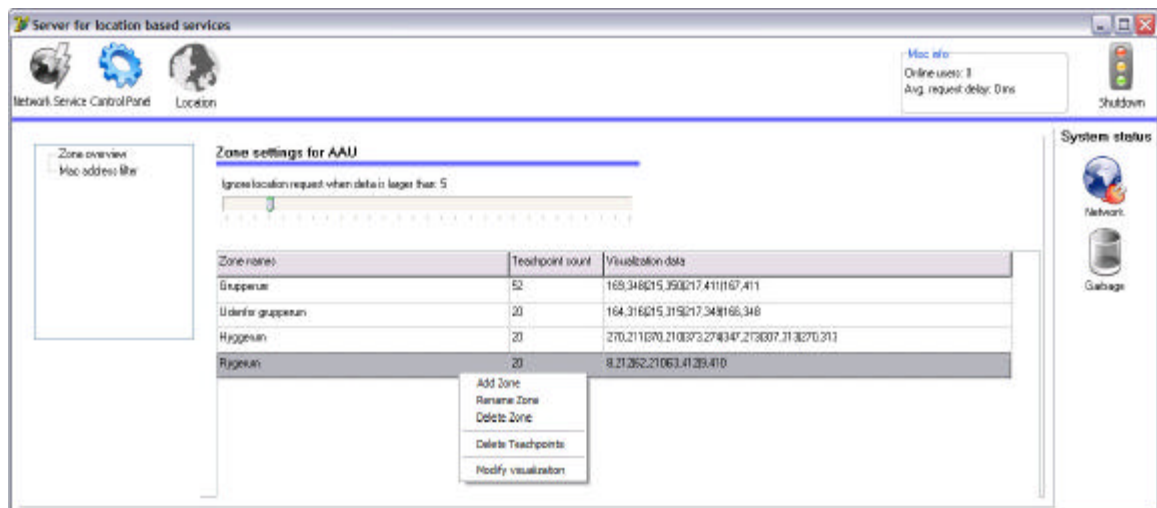 Server for location based services
Network Service Control Panel Location
Misc info
Online users:
Avg. request delay: 0 ms
Shutdown
Zone overview
Mac address filter
Zone settings for AAU
Ignore location request when delta is larger than: 5
System status
Network
Garbage
Zone names Teachpoint count Visualization data
Grupperum 52 169,348|215,350|217,411|167,411
Udenfor grupperum 20 164,316|215,315|217,349|166,348
Hyggerum 20
Rygerum 20
Add Zone
Rename Zone
Delete Zone
Delete Teachpoints
Modify visualization